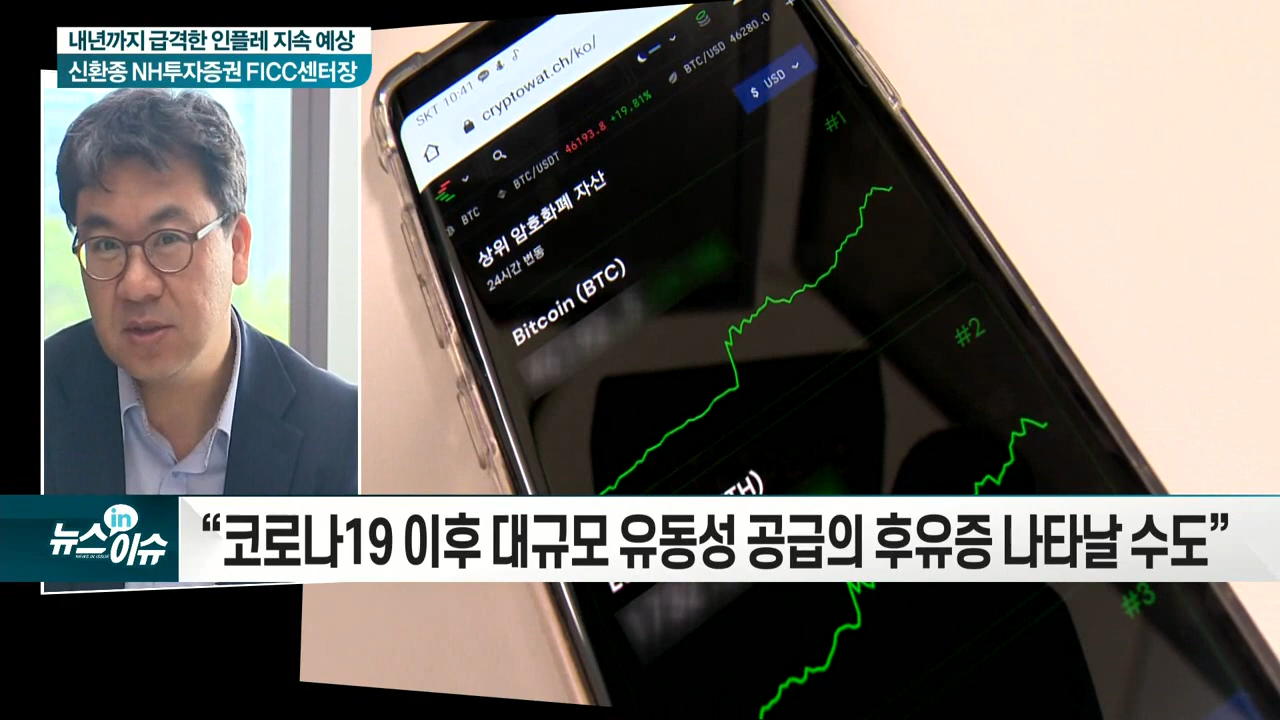 내년까지 급격한 인플레 지속 예상
신환종 NH투자증권 FICC센터장
SKT 10:41
cryptowat.ch/ko/
BTC/USD 46280.0
$ USD
BTC BTC/USDT 46193.8 +19.81%
상위 암호화폐 자산
24시간 변동
#1
Bitcoin (BTC)
#2
TH)
뉴스in이슈
NEWS IN ISSUE
“코로나19 이후 대규모 유동성 공급의 후유증 나타날 수도”
#3